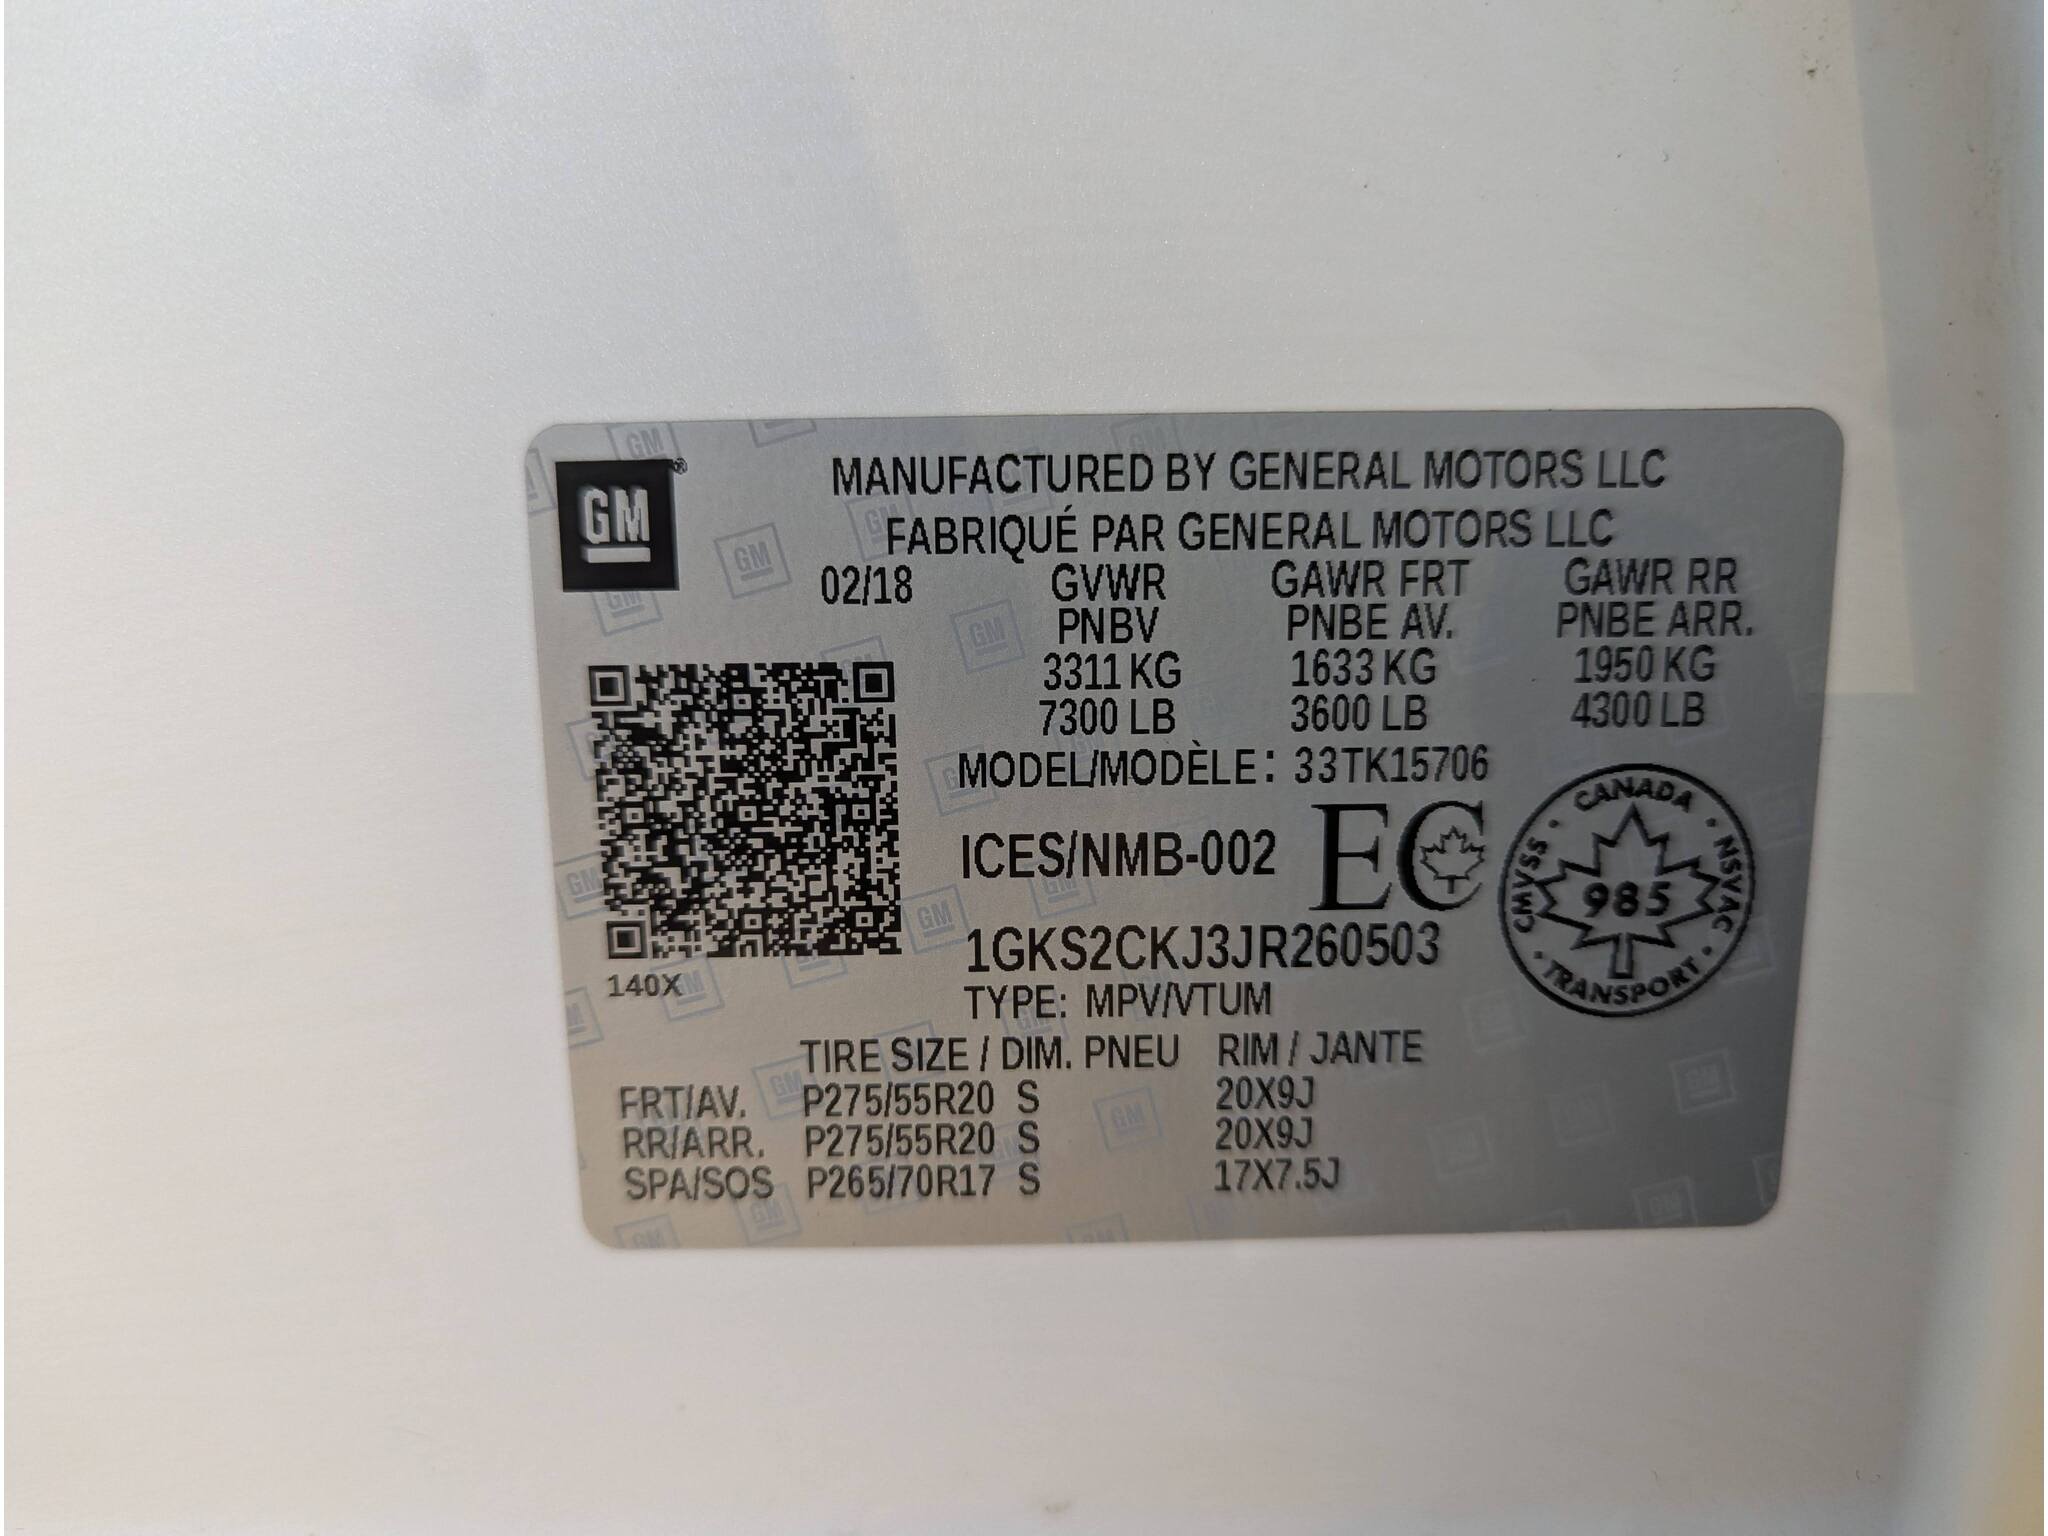 GM
MANUFACTURED BY GENERAL MOTORS LLC
FABRIQUÉ PAR GENERAL MOTORS LLC
02/18 GVWR GAWR FRT GAWR RR
PNBV PNBE AV. PNBE ARR.
3311 KG 1633 KG 1950 KG
7300 LB 3600 LB 4300 LB
MODEL/MODÈLE: 33TK15706
ICES/NMB-002 EC
CANADA
CMVSS · 985 · NSVAC
TRANSPORT
1GKS2CKJ3JR260503
140X
TYPE: MPV/VTUM
TIRE SIZE / DIM. PNEU RIM / JANTE
FRT/AV. P275/55R20 S 20X9J
RR/ARR. P275/55R20 S 20X9J
SPA/SOS P265/70R17 S 17X7.5J